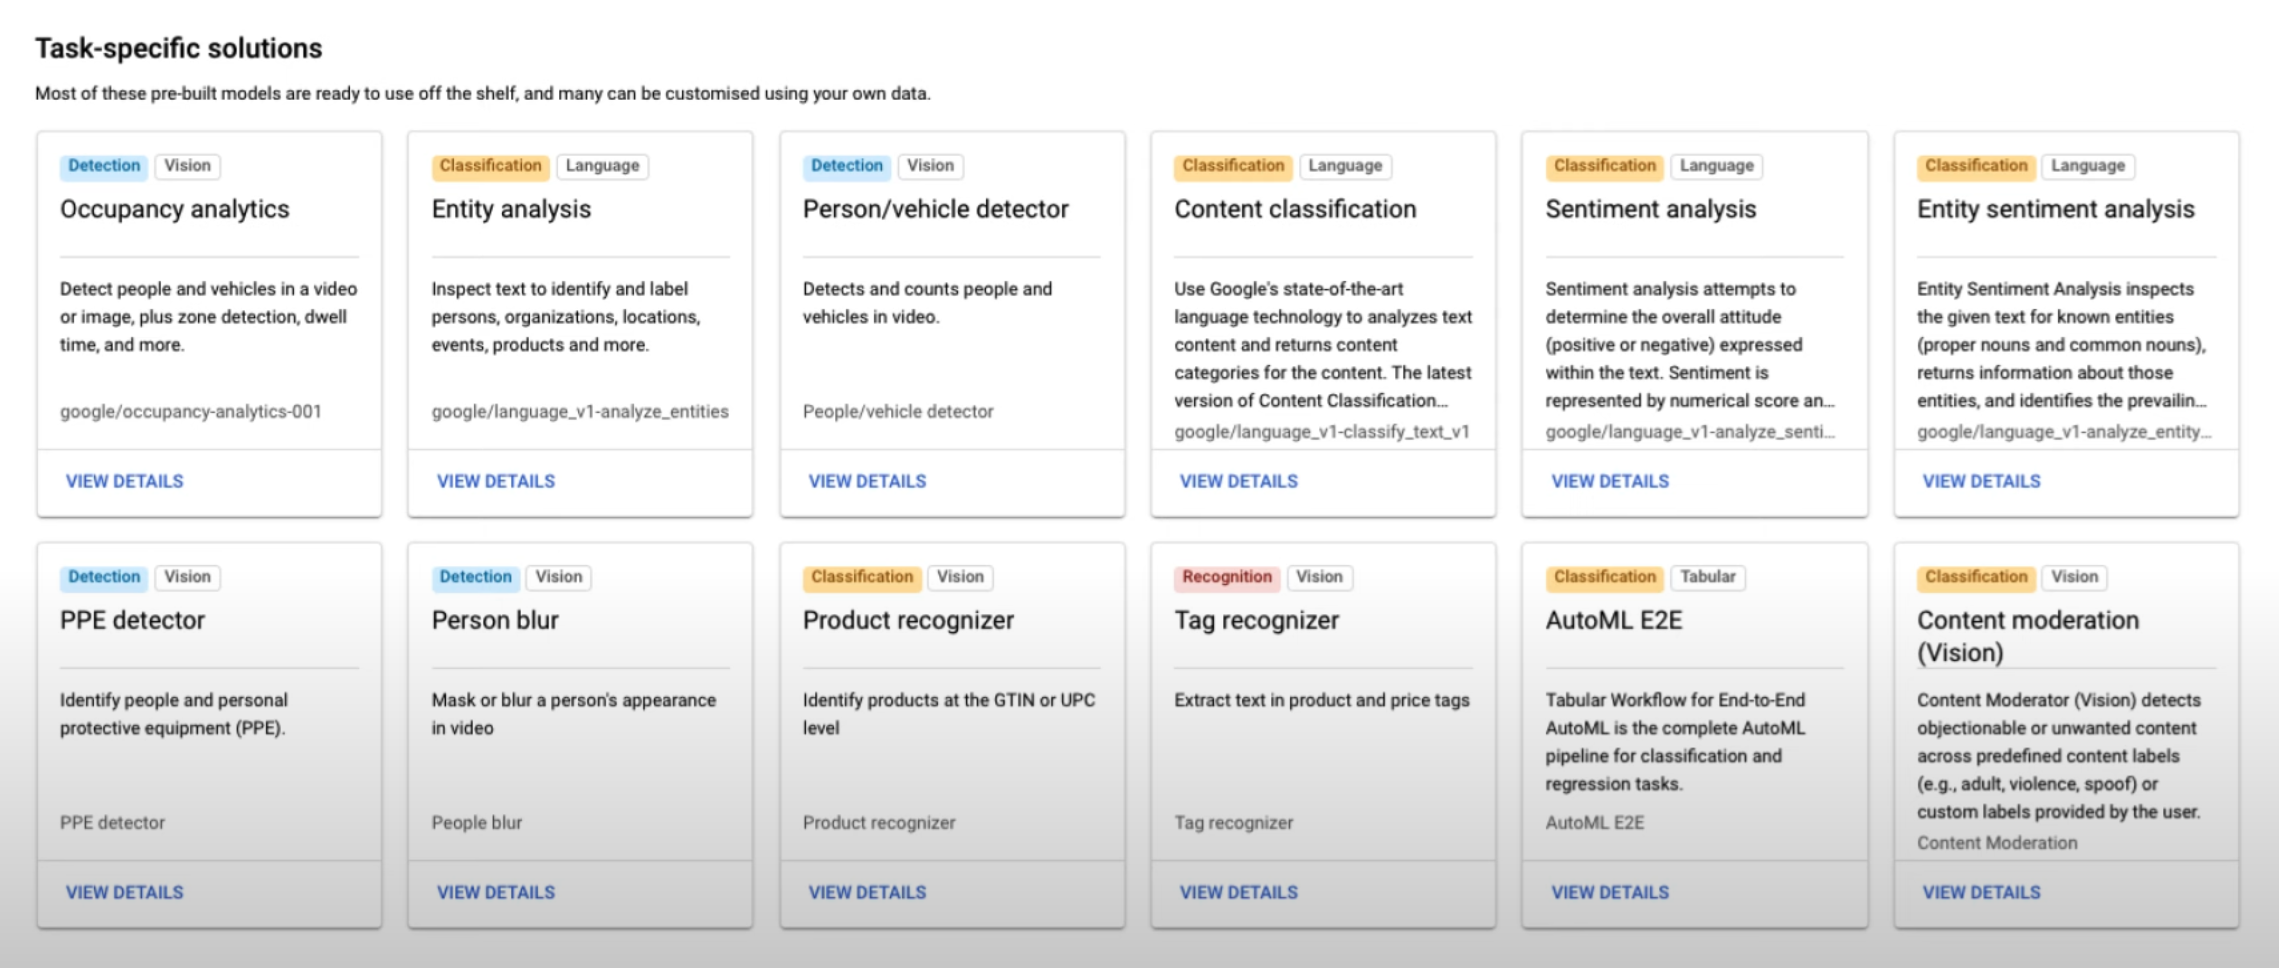 Task-specific solutions
Most of these pre-built models are ready to use off the shelf, and many can be customised using your own data.
Detection Vision
Occupancy analytics
Detect people and vehicles in a video
or image, plus zone detection, dwell
time, and more.
google/occupancy-analytics-001
VIEW DETAILS
Classification Language
Entity analysis
Inspect text to identify and label
persons, organizations, locations,
events, products and more.
google/language_v1-analyze_entities
VIEW DETAILS
Detection Vision
Person/vehicle detector
Detects and counts people and
vehicles in video.
People/vehicle detector
VIEW DETAILS
Classification Language
Content classification
Use Google's state-of-the-art
language technology to analyzes text
content and returns content
categories for the content. The latest
version of Content Classification...
google/language_v1-classify_text_v1
VIEW DETAILS
Classification Language
Sentiment analysis
Sentiment analysis attempts to
determine the overall attitude
(positive or negative) expressed
within the text. Sentiment is
represented by numerical score an...
google/language_v1-analyze_senti...
VIEW DETAILS
Classification Language
Entity sentiment analysis
Entity Sentiment Analysis inspects
the given text for known entities
(proper nouns and common nouns),
returns information about those
entities, and identifies the prevailin...
google/language_v1-analyze_entity...
VIEW DETAILS
Detection Vision
PPE detector
Identify people and personal
protective equipment (PPE).
PPE detector
VIEW DETAILS
Detection Vision
Person blur
Mask or blur a person's appearance
in video
People blur
VIEW DETAILS
Classification Vision
Product recognizer
Identify products at the GTIN or UPC
level
Product recognizer
VIEW DETAILS
Recognition Vision
Tag recognizer
Extract text in product and price tags
Tag recognizer
VIEW DETAILS
Classification Tabular
AutoML E2E
Tabular Workflow for End-to-End
AutoML is the complete AutoML
pipeline for classification and
regression tasks.
AutoML E2E
VIEW DETAILS
Classification Vision
Content moderation
(Vision)
Content Moderator (Vision) detects
objectionable or unwanted content
across predefined content labels
(e.g., adult, violence, spoof) or
custom labels provided by the user.
Content Moderation
VIEW DETAILS